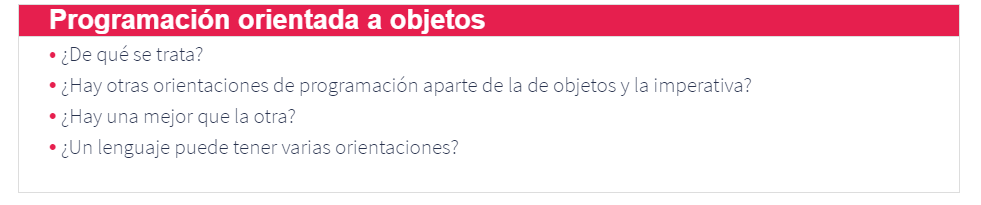 Programación orientada a objetos
• ¿De qué se trata?
• ¿Hay otras orientaciones de programación aparte de la de objetos y la imperativa?
• ¿Hay una mejor que la otra?
• ¿Un lenguaje puede tener varias orientaciones?